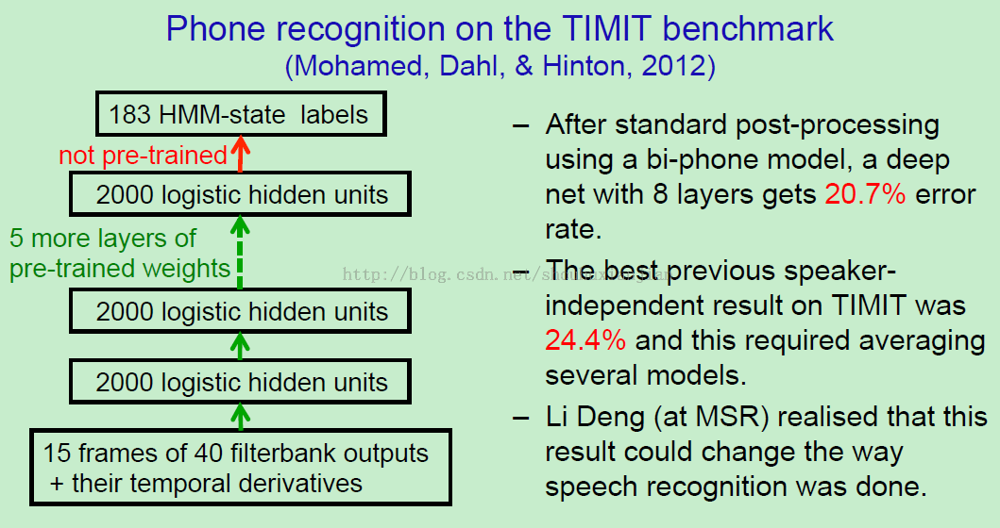 Phone recognition on the TIMIT benchmark
(Mohamed, Dahl, & Hinton, 2012)
183 HMM-state labels
not pre-trained
2000 logistic hidden units
5 more layers of
pre-trained weights
2000 logistic hidden units
2000 logistic hidden units
15 frames of 40 filterbank outputs
+ their temporal derivatives
– After standard post-processing
using a bi-phone model, a deep
net with 8 layers gets 20.7% error
rate.
– The best previous speaker-
independent result on TIMIT was
24.4% and this required averaging
several models.
– Li Deng (at MSR) realised that this
result could change the way
speech recognition was done.
http://blog.csdn.net/